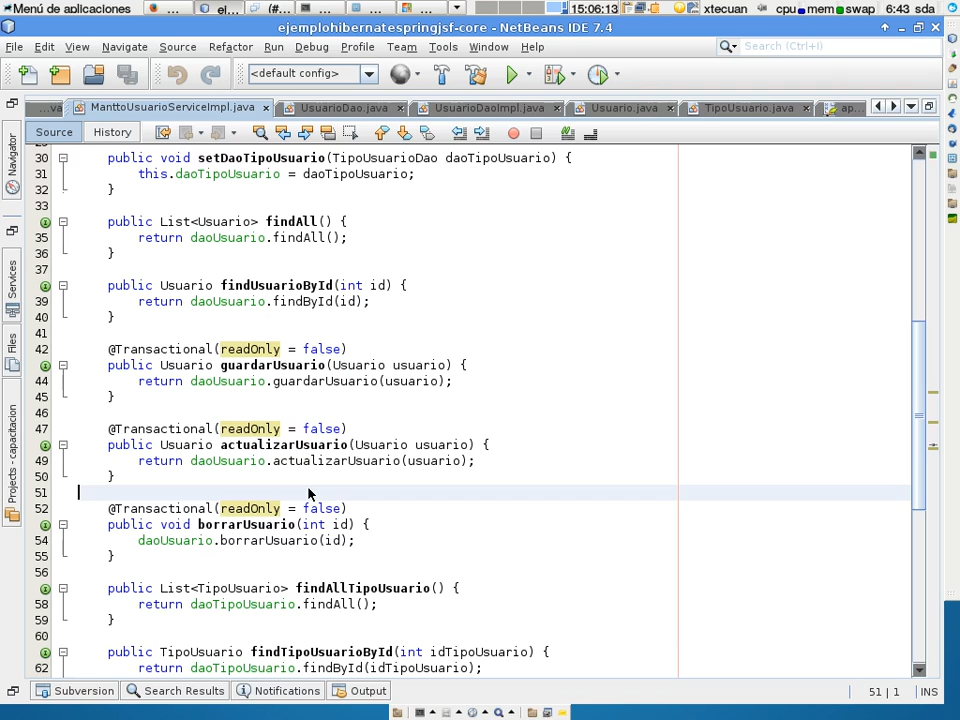 Menú de aplicaciones ... el... (#... ... ... ... 15:06:13 xtecuan cpu mem swap 6:43 sda
ejemplohibernatespringjsf-core - NetBeans IDE 7.4
File Edit View Navigate Source Refactor Run Debug Profile Team Tools Window Help Search (Ctrl+I)
<default config>
...va ManttoUsuarioServiceImpl.java × UsuarioDao.java × UsuarioDaoImpl.java × Usuario.java × TipoUsuario.java × ap...
Source History
Navigator
Services
Files
Projects - capacitacion
30 public void setDaoTipoUsuario(TipoUsuarioDao daoTipoUsuario) {
31 this.daoTipoUsuario = daoTipoUsuario;
32 }
33
public List<Usuario> findAll() {
35 return daoUsuario.findAll();
36 }
37
public Usuario findUsuarioById(int id) {
39 return daoUsuario.findById(id);
40 }
41
42 @Transactional(readOnly = false)
public Usuario guardarUsuario(Usuario usuario) {
44 return daoUsuario.guardarUsuario(usuario);
45 }
46
47 @Transactional(readOnly = false)
public Usuario actualizarUsuario(Usuario usuario) {
49 return daoUsuario.actualizarUsuario(usuario);
50 }
51
52 @Transactional(readOnly = false)
public void borrarUsuario(int id) {
54 daoUsuario.borrarUsuario(id);
55 }
56
public List<TipoUsuario> findAllTipoUsuario() {
58 return daoTipoUsuario.findAll();
59 }
60
public TipoUsuario findTipoUsuarioById(int idTipoUsuario) {
62 return daoTipoUsuario.findById(idTipoUsuario);
Subversion Search Results Notifications Output 51 | 1 INS